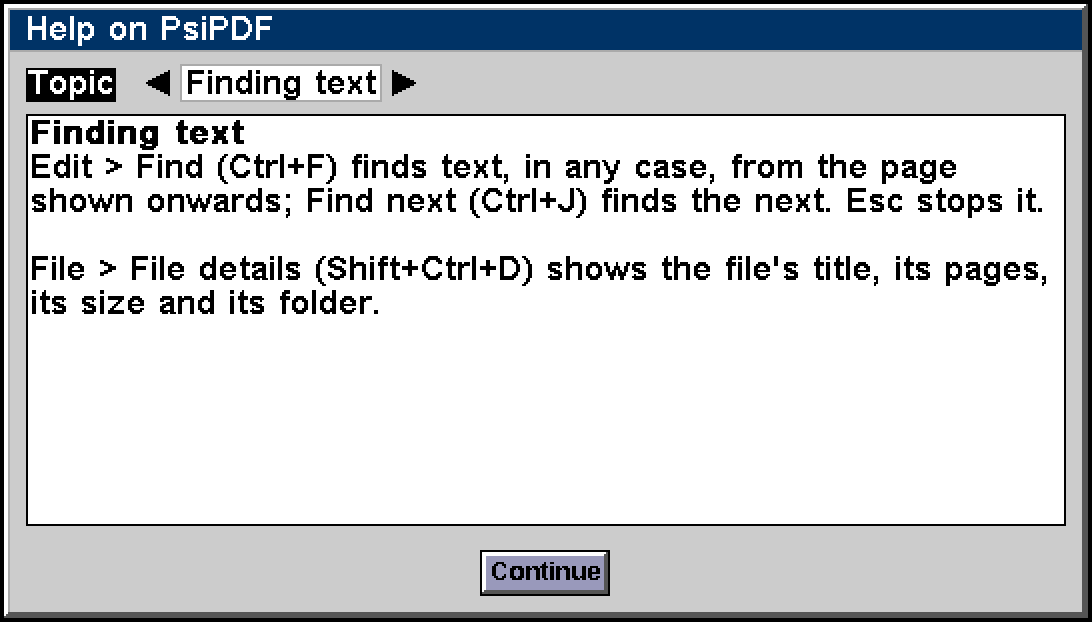 Help on PsiPDF
Topic Finding text
Finding text
Edit > Find (Ctrl+F) finds text, in any case, from the page
shown onwards; Find next (Ctrl+J) finds the next. Esc stops it.
File > File details (Shift+Ctrl+D) shows the file's title, its pages,
its size and its folder.
Continue